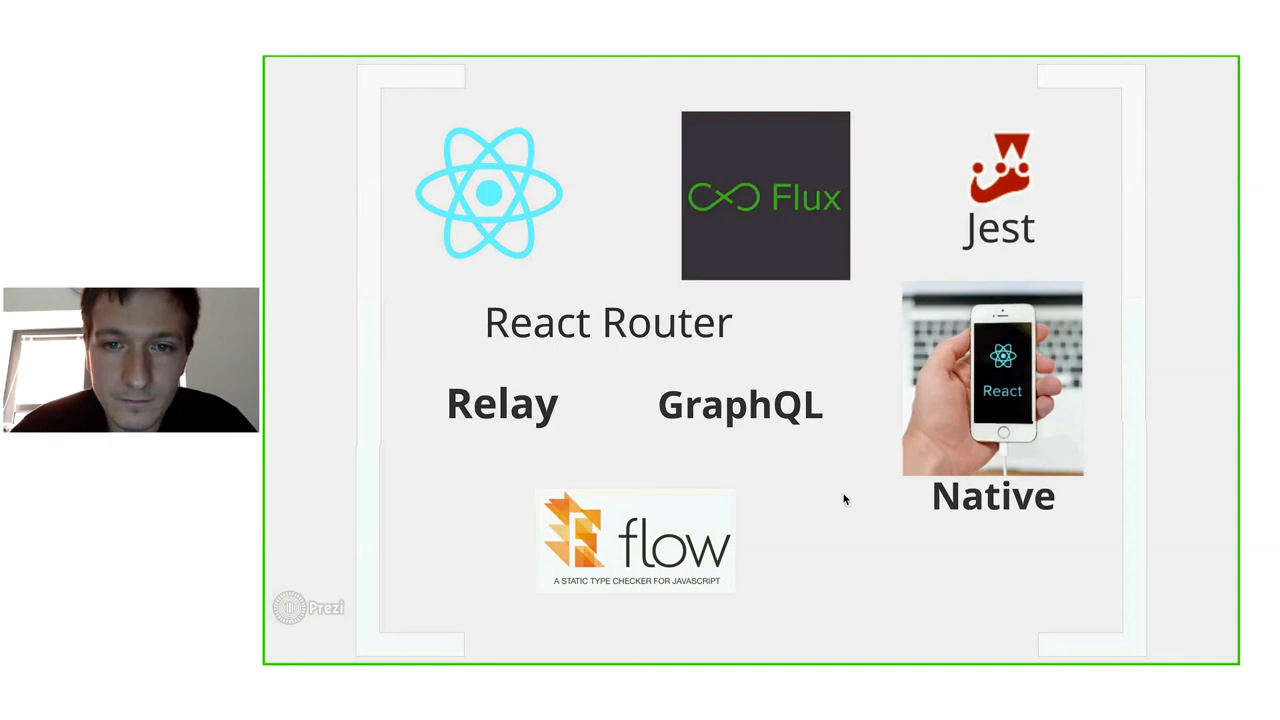 Flux
Jest
React Router
React
Relay
GraphQL
Native
flow
A STATIC TYPE CHECKER FOR JAVASCRIPT
Prezi